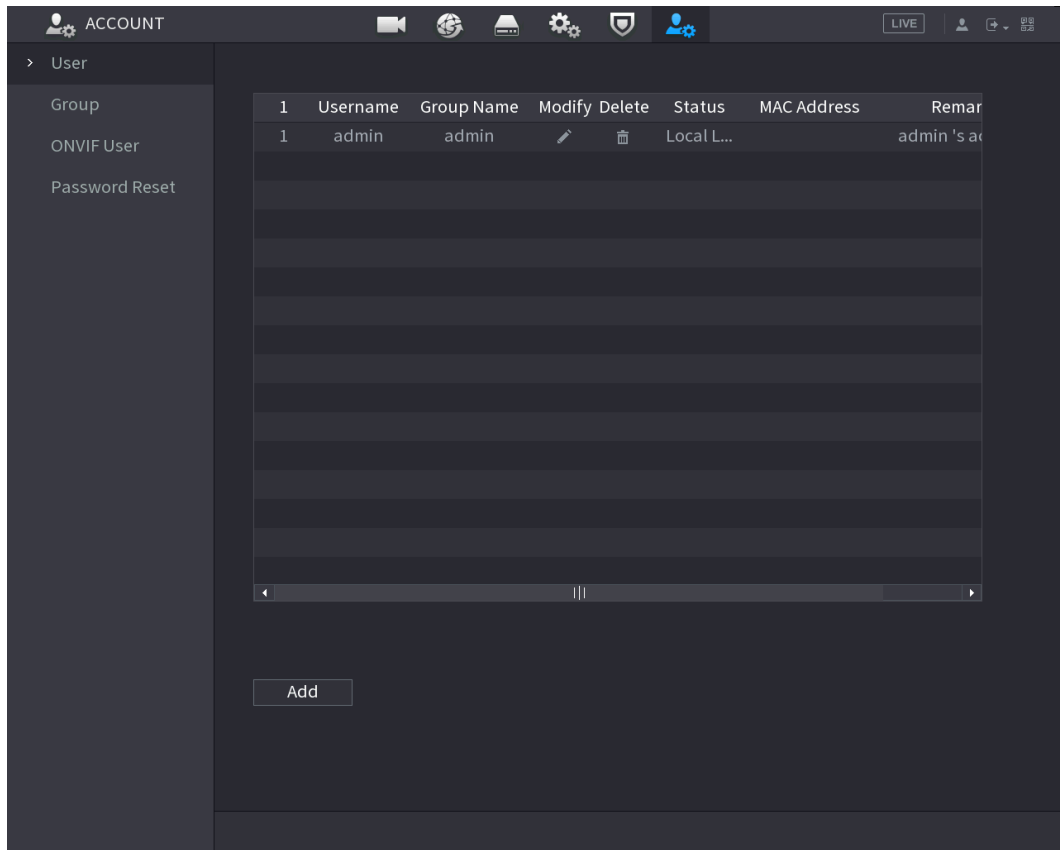 ACCOUNT LIVE
User
Group
ONVIF User
Password Reset
1 Username Group Name Modify Delete Status MAC Address Remar
1 admin admin Local L... admin 's a
Add